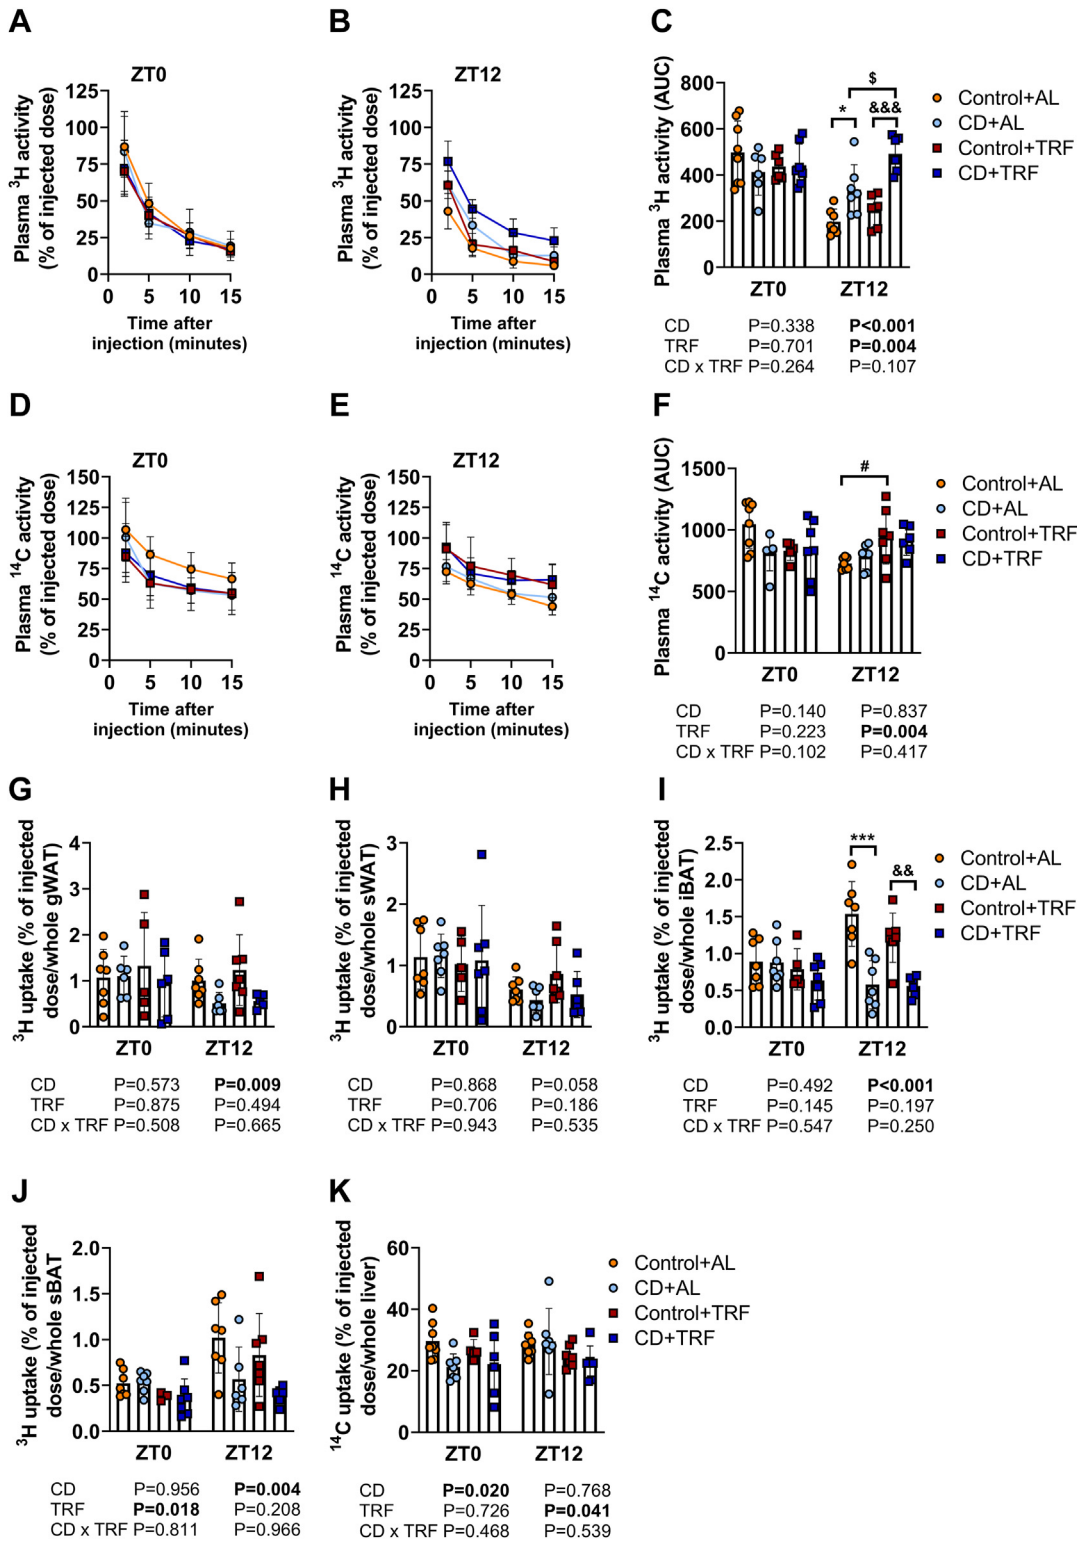 A
ZT0
Plasma ³H activity
(% of injected dose)
125
100
75
50
25
0
0 5 10 15
Time after
injection (minutes)
B
ZT12
Plasma ³H activity
(% of injected dose)
125
100
75
50
25
0
0 5 10 15
Time after
injection (minutes)
C
Plasma ³H activity (AUC)
800
600
400
200
0
$
* &&&
ZT0 ZT12
Control+AL
CD+AL
Control+TRF
CD+TRF
CD P=0.338 P<0.001
TRF P=0.701 P=0.004
CD x TRF P=0.264 P=0.107
D
ZT0
Plasma ¹⁴C activity
(% of injected dose)
150
125
100
75
50
25
0
0 5 10 15
Time after
injection (minutes)
E
ZT12
Plasma ¹⁴C activity
(% of injected dose)
150
125
100
75
50
25
0
0 5 10 15
Time after
injection (minutes)
F
Plasma ¹⁴C activity (AUC)
1500
1000
500
0
#
ZT0 ZT12
Control+AL
CD+AL
Control+TRF
CD+TRF
CD P=0.140 P=0.837
TRF P=0.223 P=0.004
CD x TRF P=0.102 P=0.417
G
³H uptake (% of injected
dose/whole gWAT)
4
3
2
1
0
ZT0 ZT12
CD P=0.573 P=0.009
TRF P=0.875 P=0.494
CD x TRF P=0.508 P=0.665
H
³H uptake (% of injected
dose/whole sWAT)
3
2
1
0
ZT0 ZT12
CD P=0.868 P=0.058
TRF P=0.706 P=0.186
CD x TRF P=0.943 P=0.535
I
³H uptake (% of injected
dose/whole iBAT)
2.5
2.0
1.5
1.0
0.5
0.0
***
&&
ZT0 ZT12
Control+AL
CD+AL
Control+TRF
CD+TRF
CD P=0.492 P<0.001
TRF P=0.145 P=0.197
CD x TRF P=0.547 P=0.250
J
³H uptake (% of injected
dose/whole sBAT
2.0
1.5
1.0
0.5
0.0
ZT0 ZT12
CD P=0.956 P=0.004
TRF P=0.018 P=0.208
CD x TRF P=0.811 P=0.966
K
¹⁴C uptake (% of injected
dose/whole liver)
60
40
20
0
ZT0 ZT12
Control+AL
CD+AL
Control+TRF
CD+TRF
CD P=0.020 P=0.768
TRF P=0.726 P=0.041
CD x TRF P=0.468 P=0.539